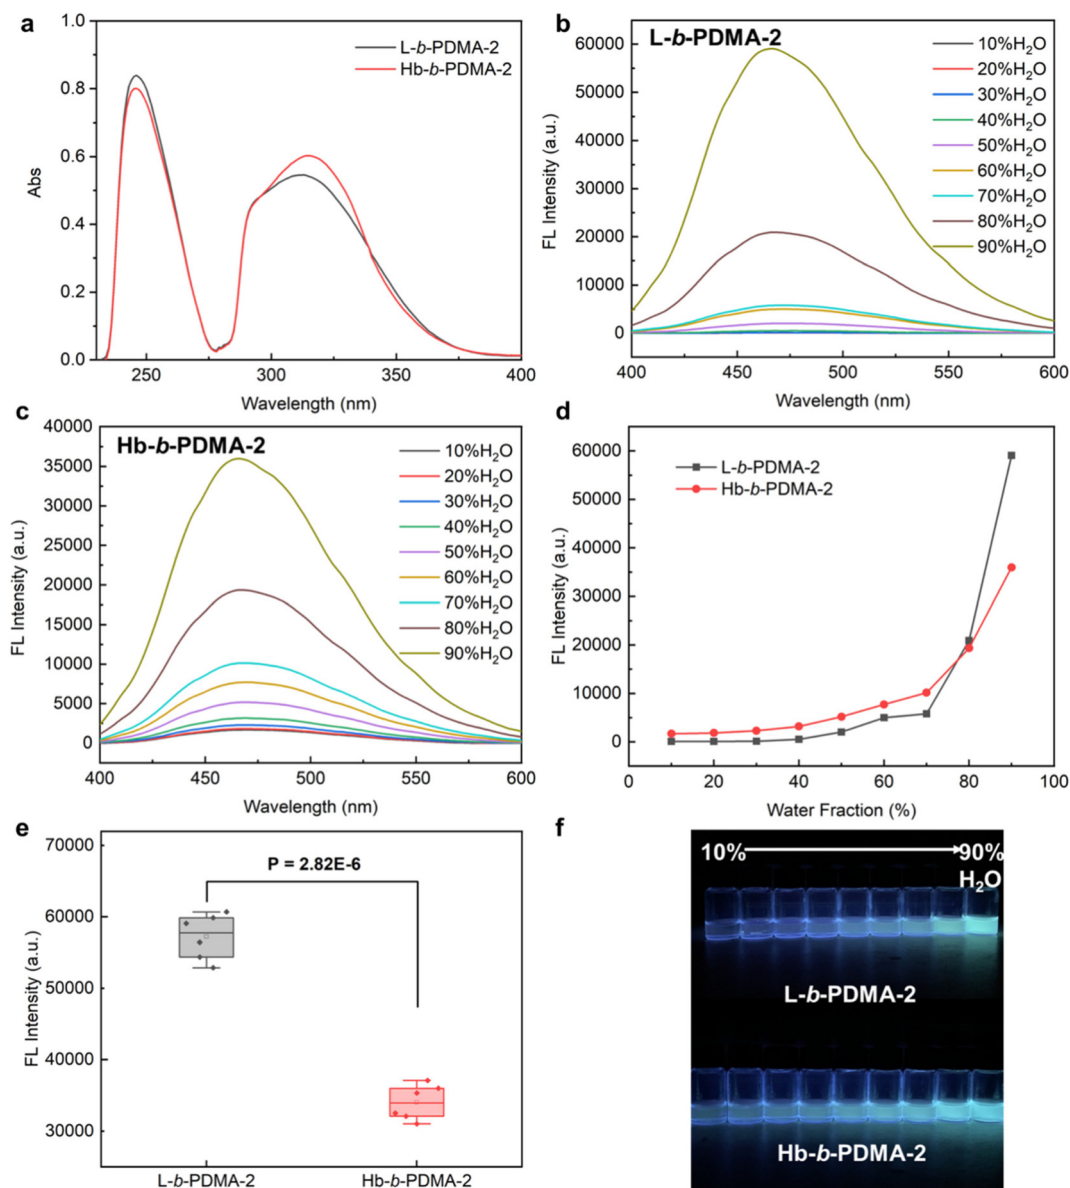 a
1.0
0.8
0.6
0.4
0.2
0.0
Abs
L-b-PDMA-2
Hb-b-PDMA-2
250
300
350
400
Wavelength (nm)
b
L-b-PDMA-2
60000
50000
40000
30000
20000
10000
0
FL Intensity (a.u.)
10%H₂O
20%H₂O
30%H₂O
40%H₂O
50%H₂O
60%H₂O
70%H₂O
80%H₂O
90%H₂O
400
450
500
550
600
Wavelength (nm)
c
Hb-b-PDMA-2
40000
35000
30000
25000
20000
15000
10000
5000
0
FL Intensity (a.u.)
10%H₂O
20%H₂O
30%H₂O
40%H₂O
50%H₂O
60%H₂O
70%H₂O
80%H₂O
90%H₂O
400
450
500
550
600
Wavelength (nm)
d
60000
50000
40000
30000
20000
10000
0
FL Intensity (a.u.)
L-b-PDMA-2
Hb-b-PDMA-2
0
20
40
60
80
100
Water Fraction (%)
e
70000
60000
50000
40000
30000
FL Intensity (a.u.)
P = 2.82E-6
L-b-PDMA-2
Hb-b-PDMA-2
f
10%
90%
H₂O
L-b-PDMA-2
Hb-b-PDMA-2